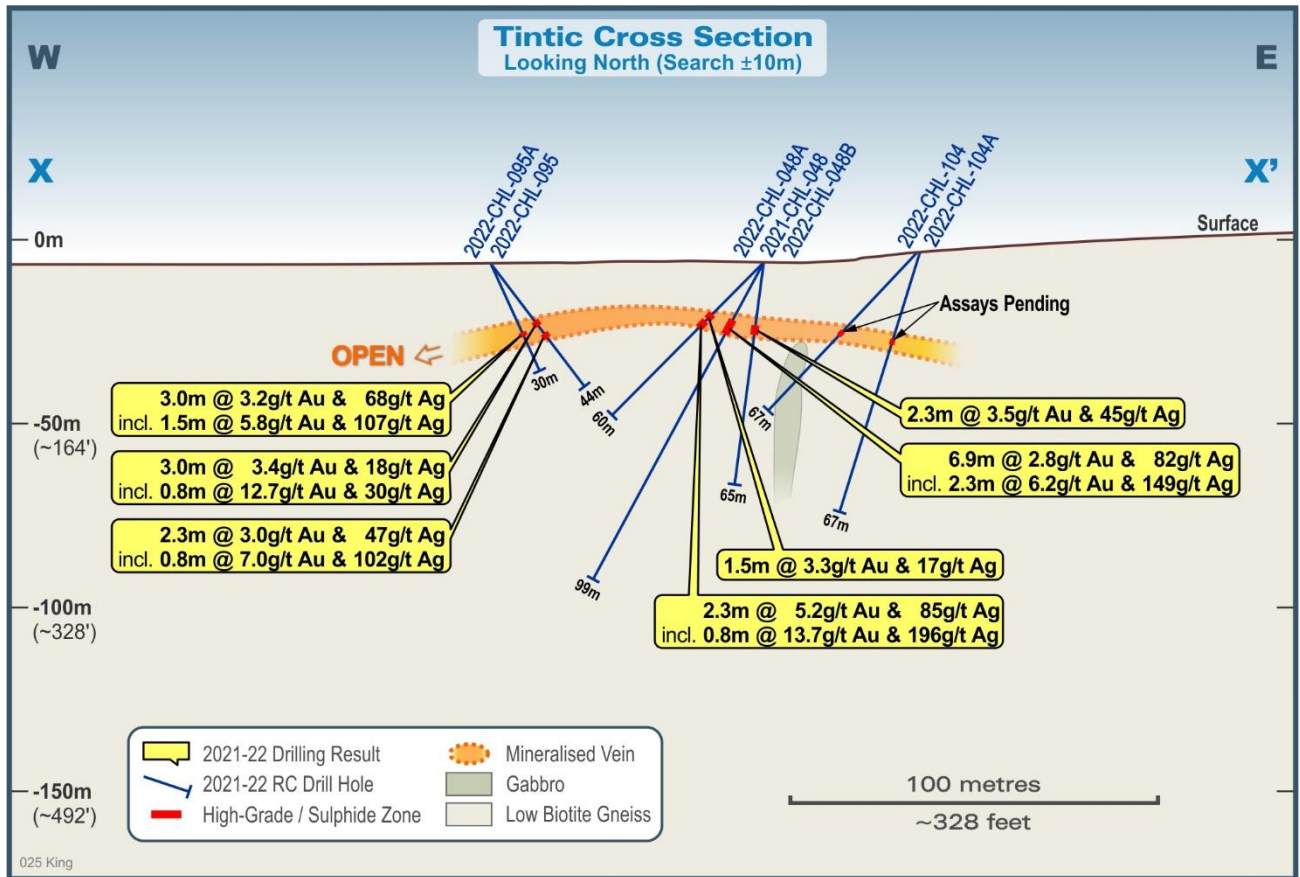 Tintic Cross Section
Looking North (Search ±10m)
W
E
X
X’
2022-CHL-095A
2022-CHL-095
2022-CHL-048A
2021-CHL-048
2022-CHL-048B
2022-CHL-104
2022-CHL-104A
Surface
0m
Assays Pending
OPEN
30m
44m
60m
67m
65m
67m
99m
3.0m @ 3.2g/t Au & 68g/t Ag
incl. 1.5m @ 5.8g/t Au & 107g/t Ag
3.0m @ 3.4g/t Au & 18g/t Ag
incl. 0.8m @ 12.7g/t Au & 30g/t Ag
2.3m @ 3.0g/t Au & 47g/t Ag
incl. 0.8m @ 7.0g/t Au & 102g/t Ag
2.3m @ 3.5g/t Au & 45g/t Ag
6.9m @ 2.8g/t Au & 82g/t Ag
incl. 2.3m @ 6.2g/t Au & 149g/t Ag
1.5m @ 3.3g/t Au & 17g/t Ag
2.3m @ 5.2g/t Au & 85g/t Ag
incl. 0.8m @ 13.7g/t Au & 196g/t Ag
-50m
(~164')
-100m
(~328')
-150m
(~492')
2021-22 Drilling Result
2021-22 RC Drill Hole
High-Grade / Sulphide Zone
Mineralised Vein
Gabbro
Low Biotite Gneiss
100 metres
~328 feet
025 King